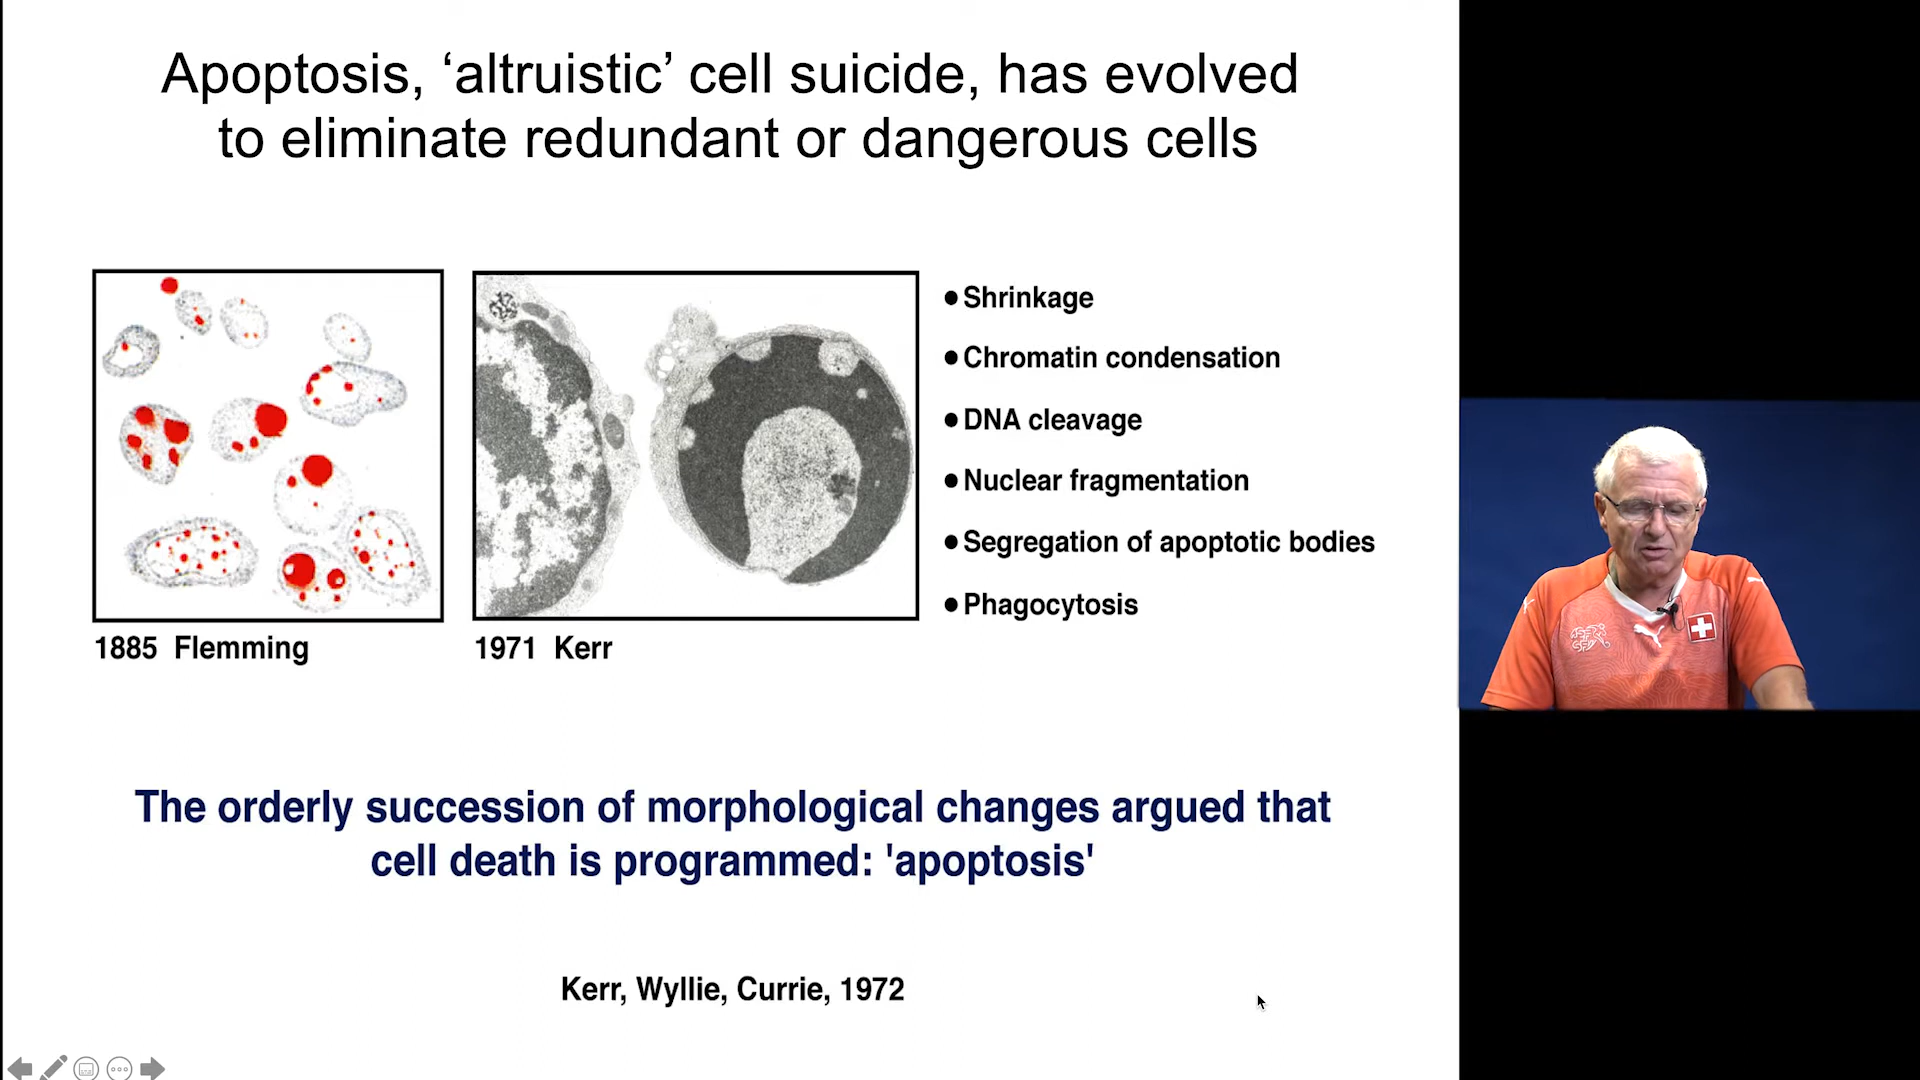 Apoptosis, ‘altruistic’ cell suicide, has evolved
to eliminate redundant or dangerous cells
● Shrinkage
● Chromatin condensation
● DNA cleavage
● Nuclear fragmentation
● Segregation of apoptotic bodies
● Phagocytosis
1885 Flemming
1971 Kerr
The orderly succession of morphological changes argued that
cell death is programmed: 'apoptosis'
Kerr, Wyllie, Currie, 1972